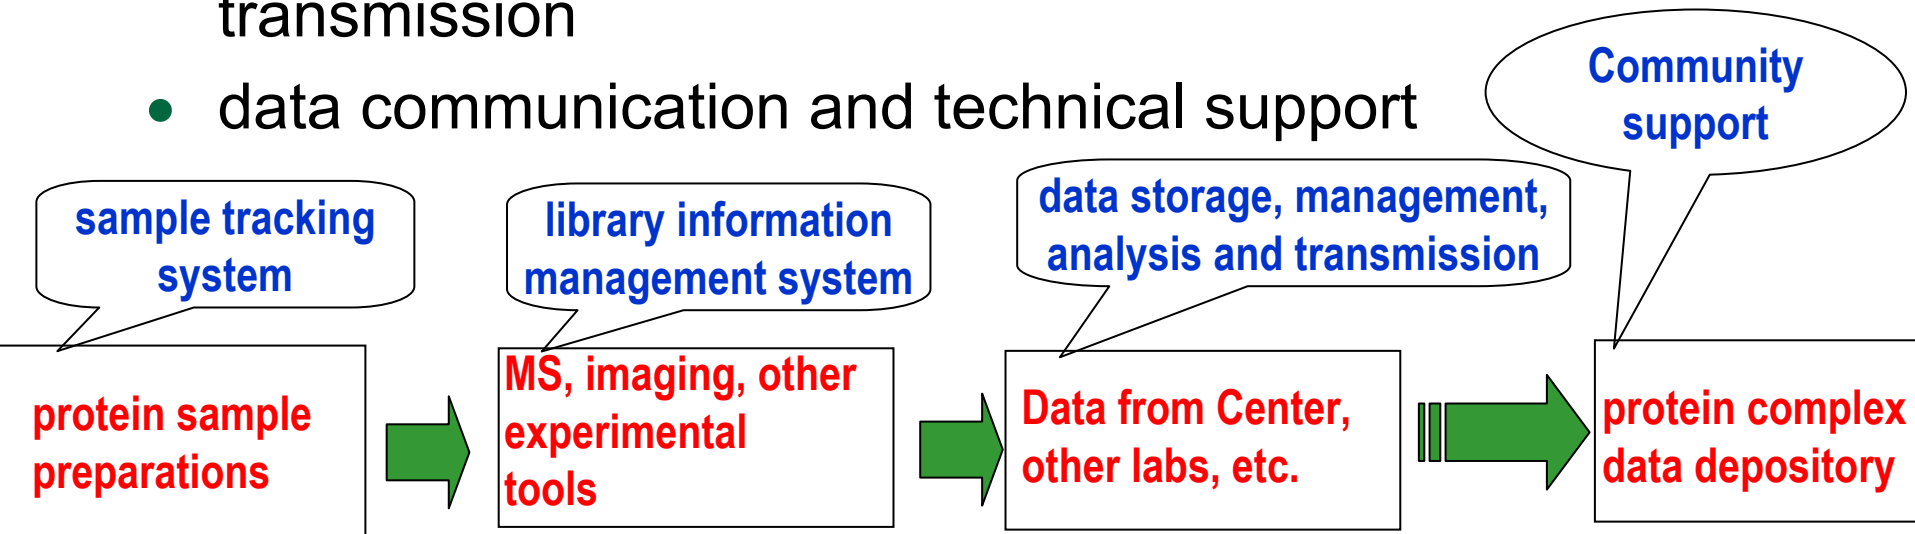 transmission
• data communication and technical support
Community
support
sample tracking
system
library information
management system
data storage, management,
analysis and transmission
protein sample
preparations
MS, imaging, other
experimental
tools
Data from Center,
other labs, etc.
protein complex
data depository